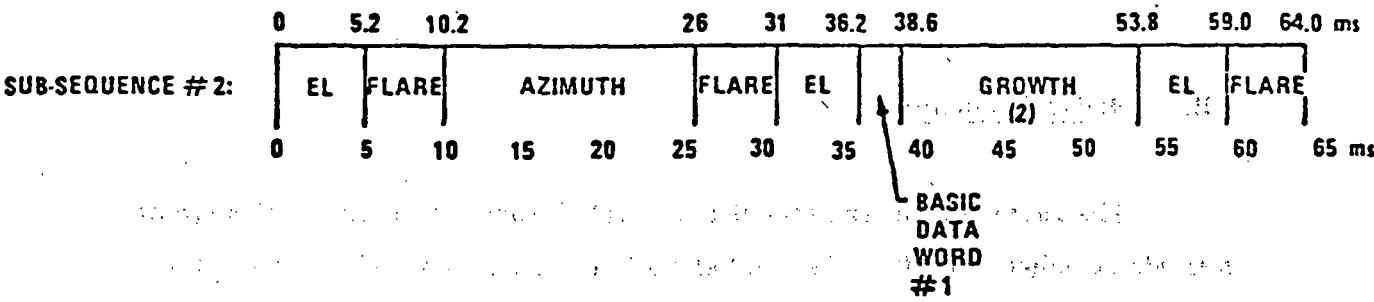 0 5.2 10.2 26 31 36.2 38.6 53.8 59.0 64.0 ms
SUB-SEQUENCE #2: EL FLARE AZIMUTH FLARE EL GROWTH EL FLARE
(2)
0 5 10 15 20 25 30 35 40 45 50 55 60 65 ms
BASIC
DATA
WORD
#1